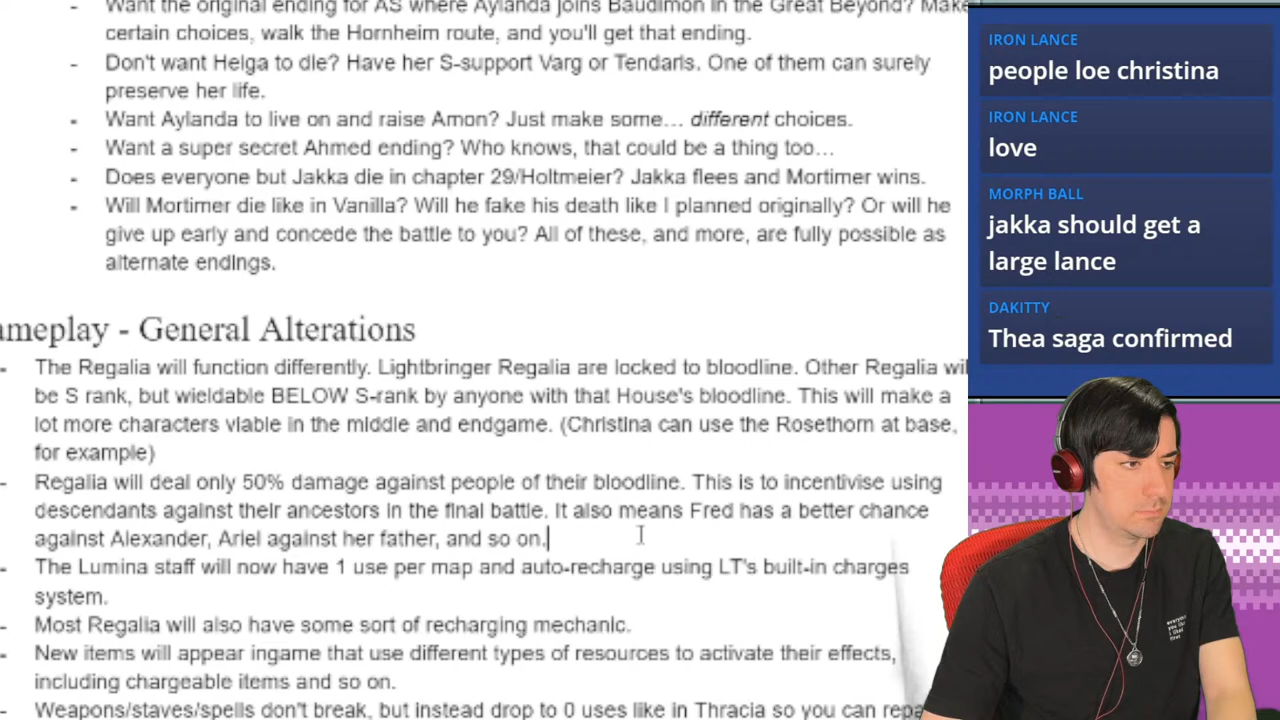 Want the original ending for AS where Aylanda joins Baudimon in the Great Beyond? Make
certain choices, walk the Hornheim route, and you'll get that ending.
- Don't want Helga to die? Have her S-support Varg or Tendaris. One of them can surely
preserve her life.
- Want Aylanda to live on and raise Amon? Just make some... different choices.
- Want a super secret Ahmed ending? Who knows, that could be a thing too...
- Does everyone but Jakka die in chapter 29/Holtmeier? Jakka flees and Mortimer wins.
- Will Mortimer die like in Vanilla? Will he fake his death like I planned originally? Or will he
give up early and concede the battle to you? All of these, and more, are fully possible as
alternate endings.
ameplay - General Alterations
- The Regalia will function differently. Lightbringer Regalia are locked to bloodline. Other Regalia wil
be S rank, but wieldable BELOW S-rank by anyone with that House's bloodline. This will make a
lot more characters viable in the middle and endgame. (Christina can use the Rosethorn at base,
for example)
- Regalia will deal only 50% damage against people of their bloodline. This is to incentivise using
descendants against their ancestors in the final battle. It also means Fred has a better chance
against Alexander, Ariel against her father, and so on.
- The Lumina staff will now have 1 use per map and auto-recharge using LT's built-in charges
system.
- Most Regalia will also have some sort of recharging mechanic.
- New items will appear ingame that use different types of resources to activate their effects,
including chargeable items and so on.
- Weapons/staves/spells don't break, but instead drop to 0 uses like in Thracia so you can repa
IRON LANCE
people loe christina
IRON LANCE
love
MORPH BALL
jakka should get a
large lance
DAKITTY
Thea saga confirmed